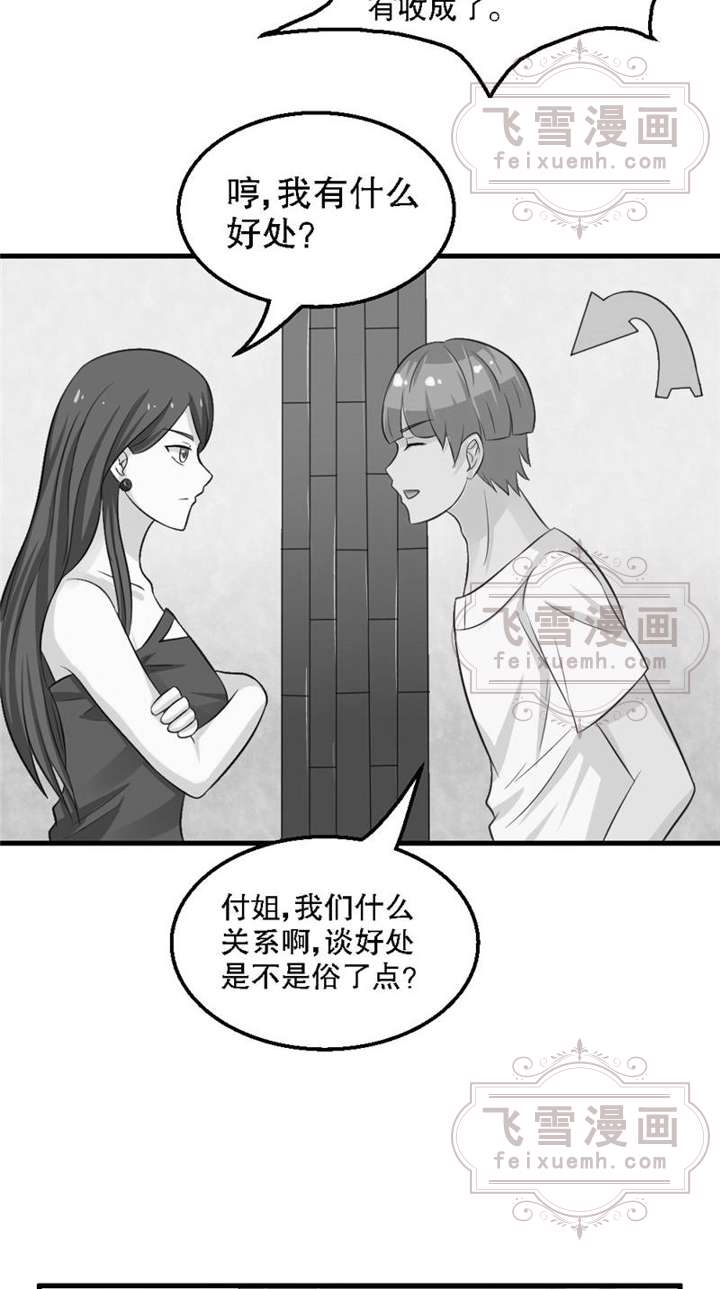 有收成了。
飞雪漫画
feixuemh.com
哼,我有什么
好处?
飞雪漫画
feixuemh.com
付姐,我们什么
关系啊,谈好处
是不是俗了点?
飞雪漫画
feixuemh.com